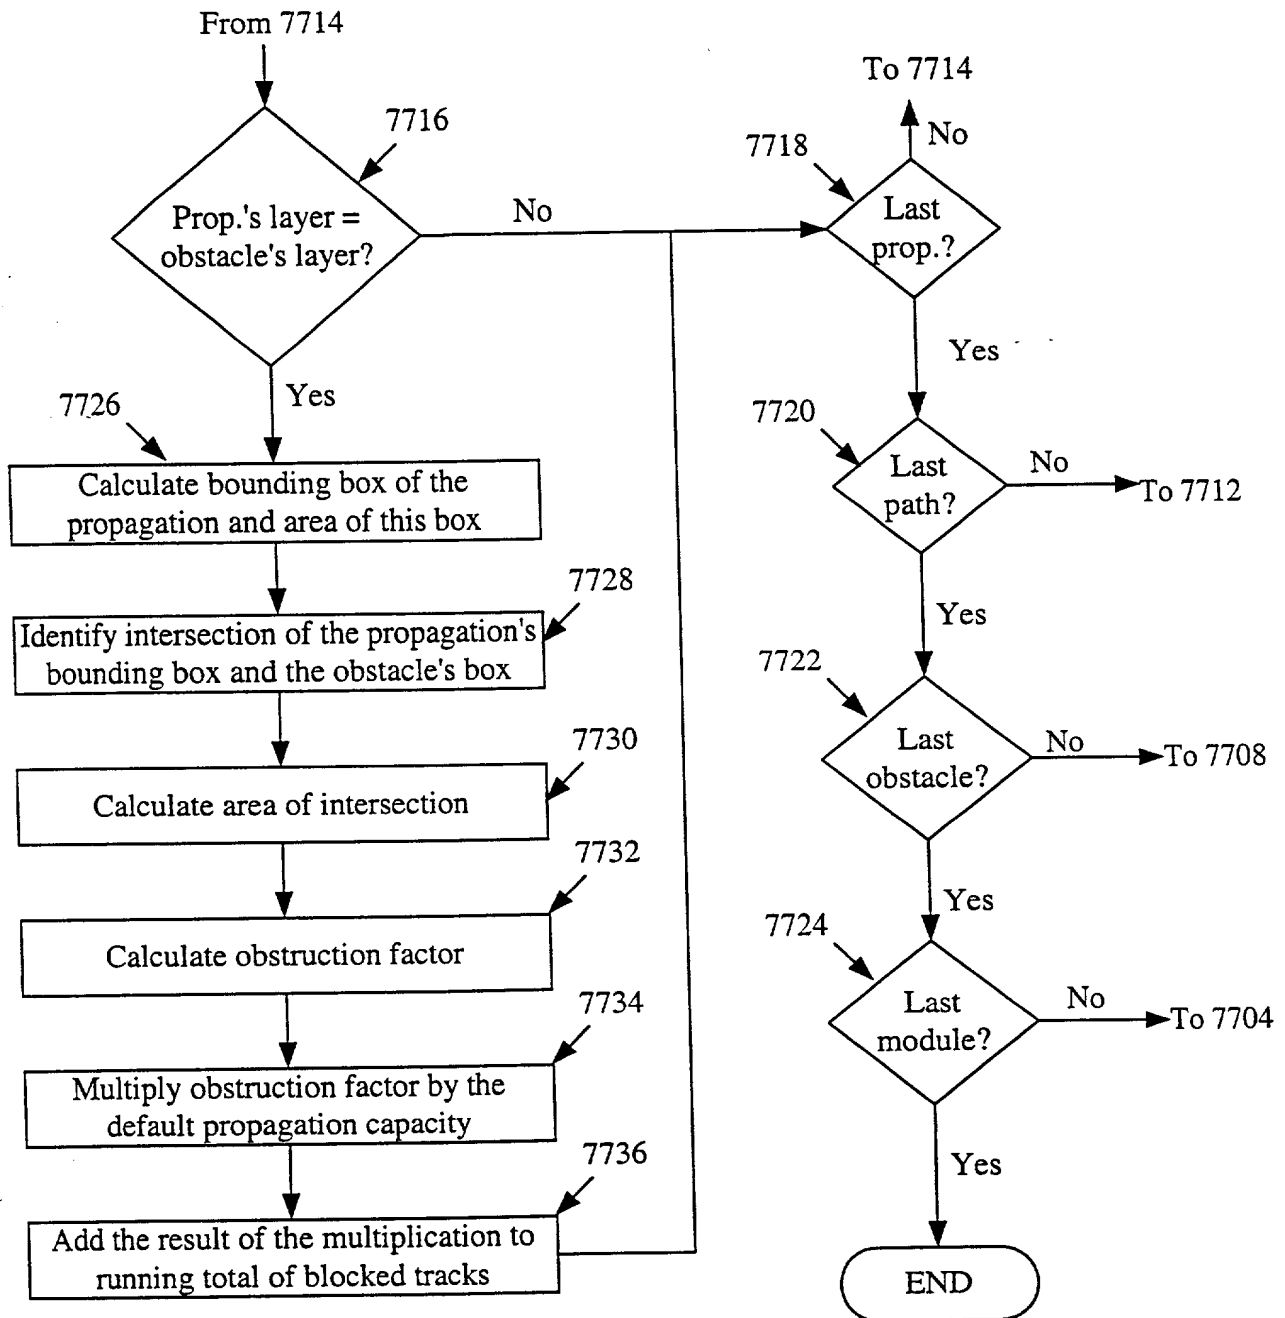 From 7714
7716
Prop.'s layer =
obstacle's layer?
No
Yes
7726
Calculate bounding box of the
propagation and area of this box
7728
Identify intersection of the propagation's
bounding box and the obstacle's box
7730
Calculate area of intersection
7732
Calculate obstruction factor
7734
Multiply obstruction factor by the
default propagation capacity
7736
Add the result of the multiplication to
running total of blocked tracks
To 7714
No
7718
Last
prop.?
Yes
7720
Last
path?
No
To 7712
Yes
7722
Last
obstacle?
No
To 7708
Yes
7724
Last
module?
No
To 7704
Yes
END